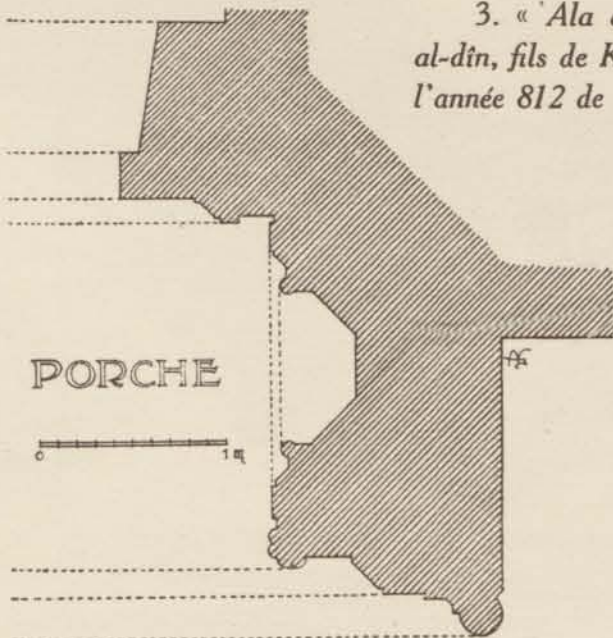 3. « ʿAla
al-dîn, fils de
l'année 812 de
PORCHE
0 1 m